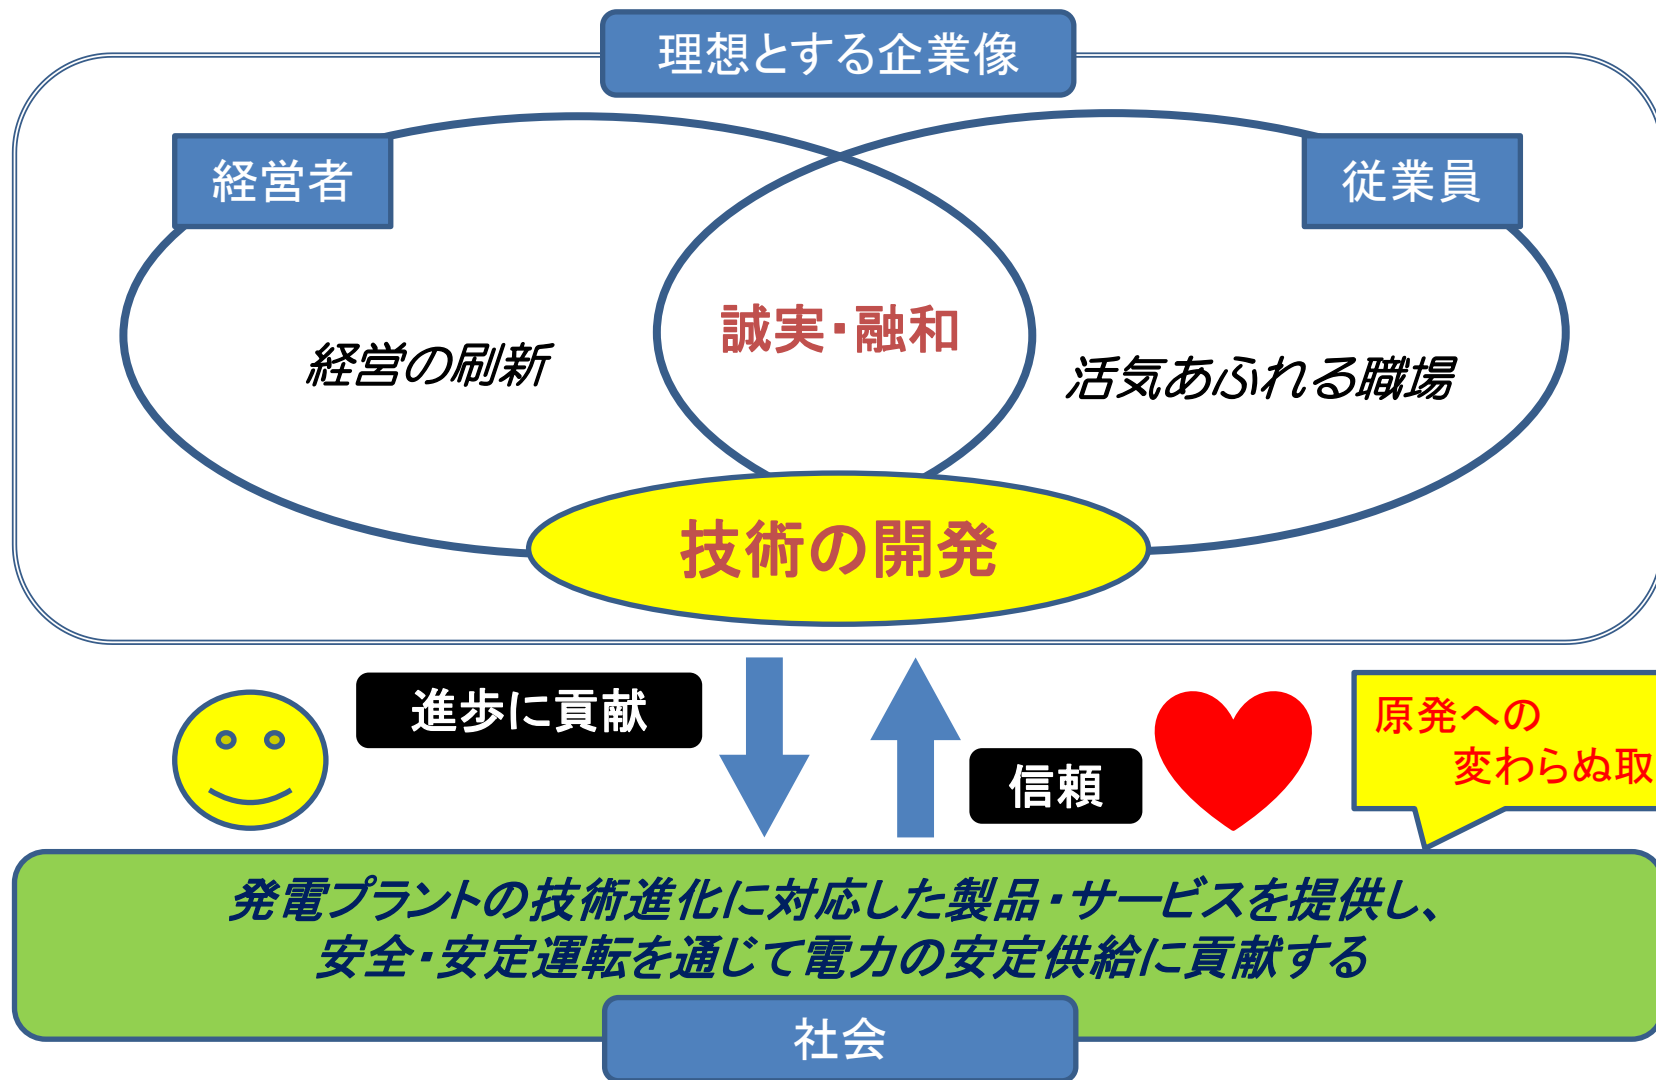 理想とする企業像
経営者
従業員
誠実・融和
経営の刷新
活気あふれる職場
技術の開発
進歩に貢献
信頼
原発への
変わらぬ取
発電プラントの技術進化に対応した製品・サービスを提供し、
安全・安定運転を通じて電力の安定供給に貢献する
社会